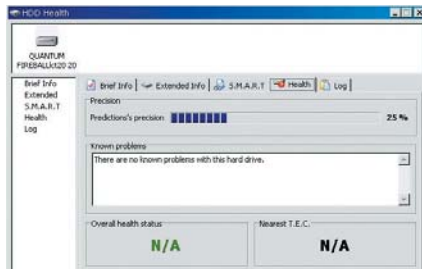 HDD Health
QUANTUM
FIREBALLlct20 20
Brief Info
Extended
S.M.A.R.T
Health
Log
Brief Info
Extended Info
S.M.A.R.T
Health
Log
Precision
Predictions's precision
25 %
Known problems
There are no known problems with this hard drive.
Overall health status
Nearest T.E.C.
N/A
N/A